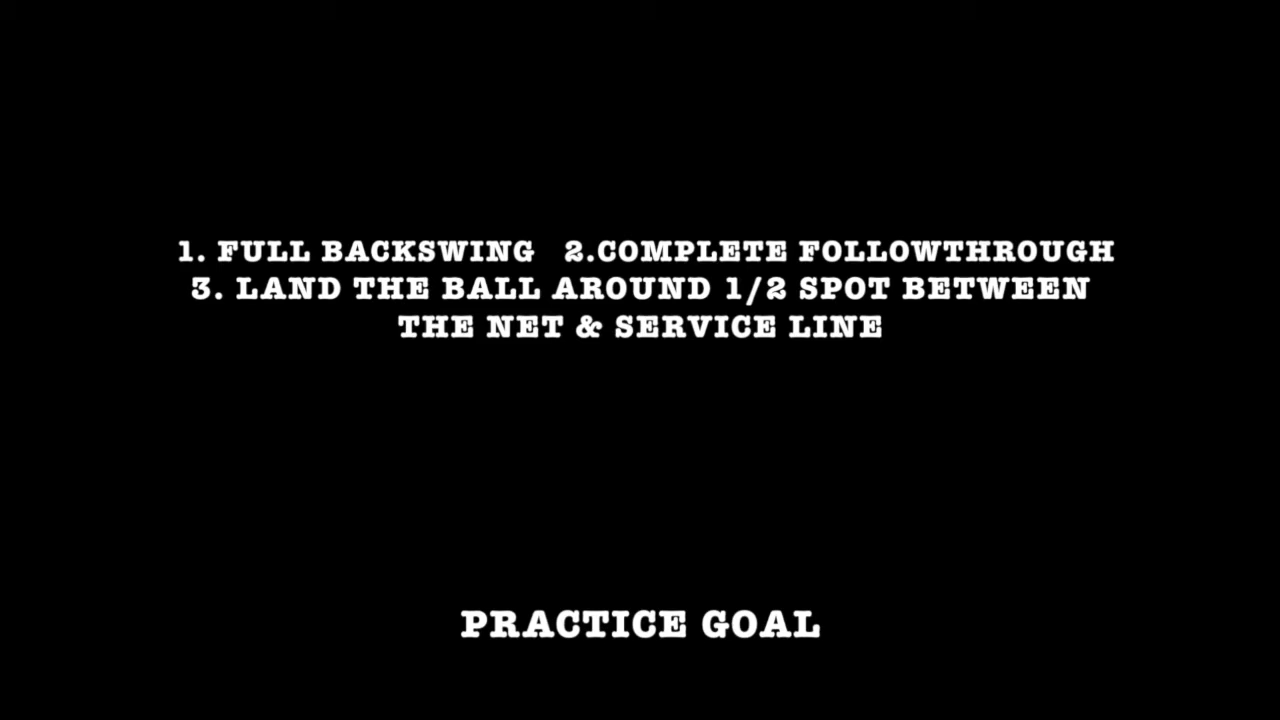 1. FULL BACKSWING 2.COMPLETE FOLLOWTHROUGH
3. LAND THE BALL AROUND 1/2 SPOT BETWEEN
THE NET & SERVICE LINE
PRACTICE GOAL